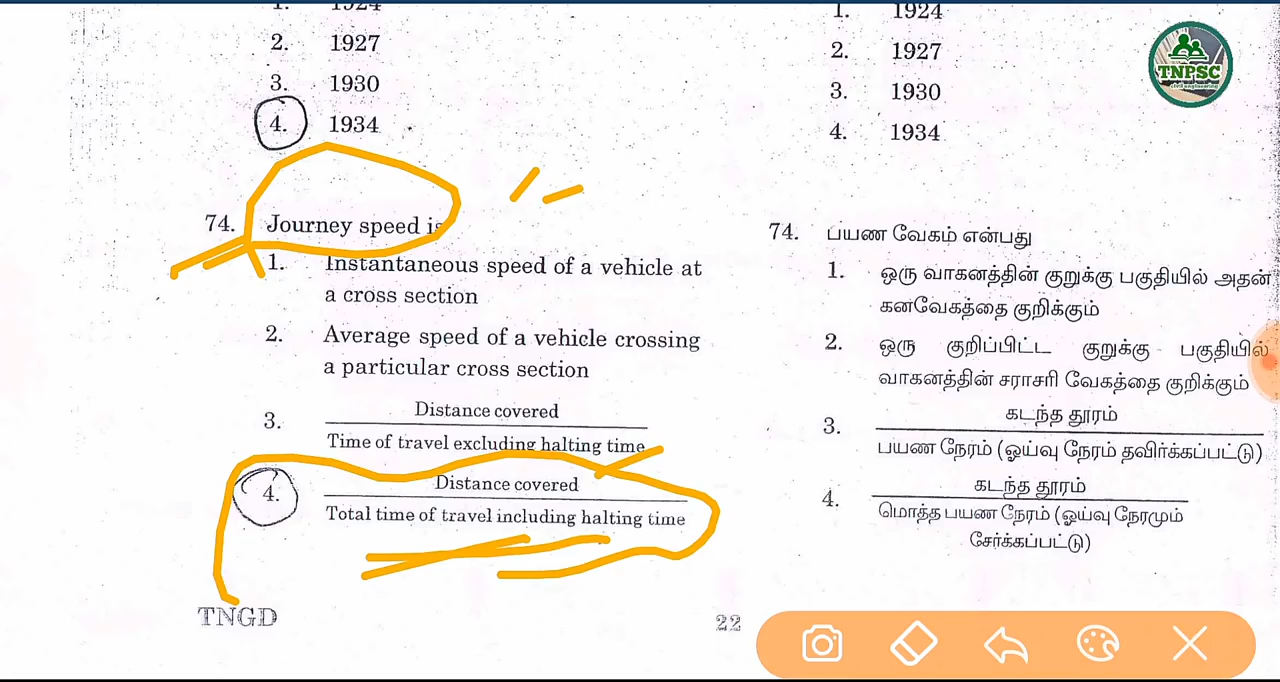 1. 1924
2. 1927
3. 1930
4. 1934
74. Journey speed is
1. Instantaneous speed of a vehicle at
a cross section
2. Average speed of a vehicle crossing
a particular cross section
3. Distance covered
Time of travel excluding halting time
4. Distance covered
Total time of travel including halting time
TNGD
1. 1924
2. 1927
3. 1930
4. 1934
74. பயண வேகம் என்பது
1. ஒரு வாகனத்தின் குறுக்கு பகுதியில் அதன்
கனவேகத்தை குறிக்கும்
2. ஒரு குறிப்பிட்ட குறுக்கு பகுதியில்
வாகனத்தின் சராசரி வேகத்தை குறிக்கும்
3. கடந்த தூரம்
பயண நேரம் (ஓய்வு நேரம் தவிர்க்கப்பட்டு)
4. கடந்த தூரம்
மொத்த பயண நேரம் (ஓய்வு நேரமும்
சேர்க்கப்பட்டு)
22
TNPSC
civil engineering